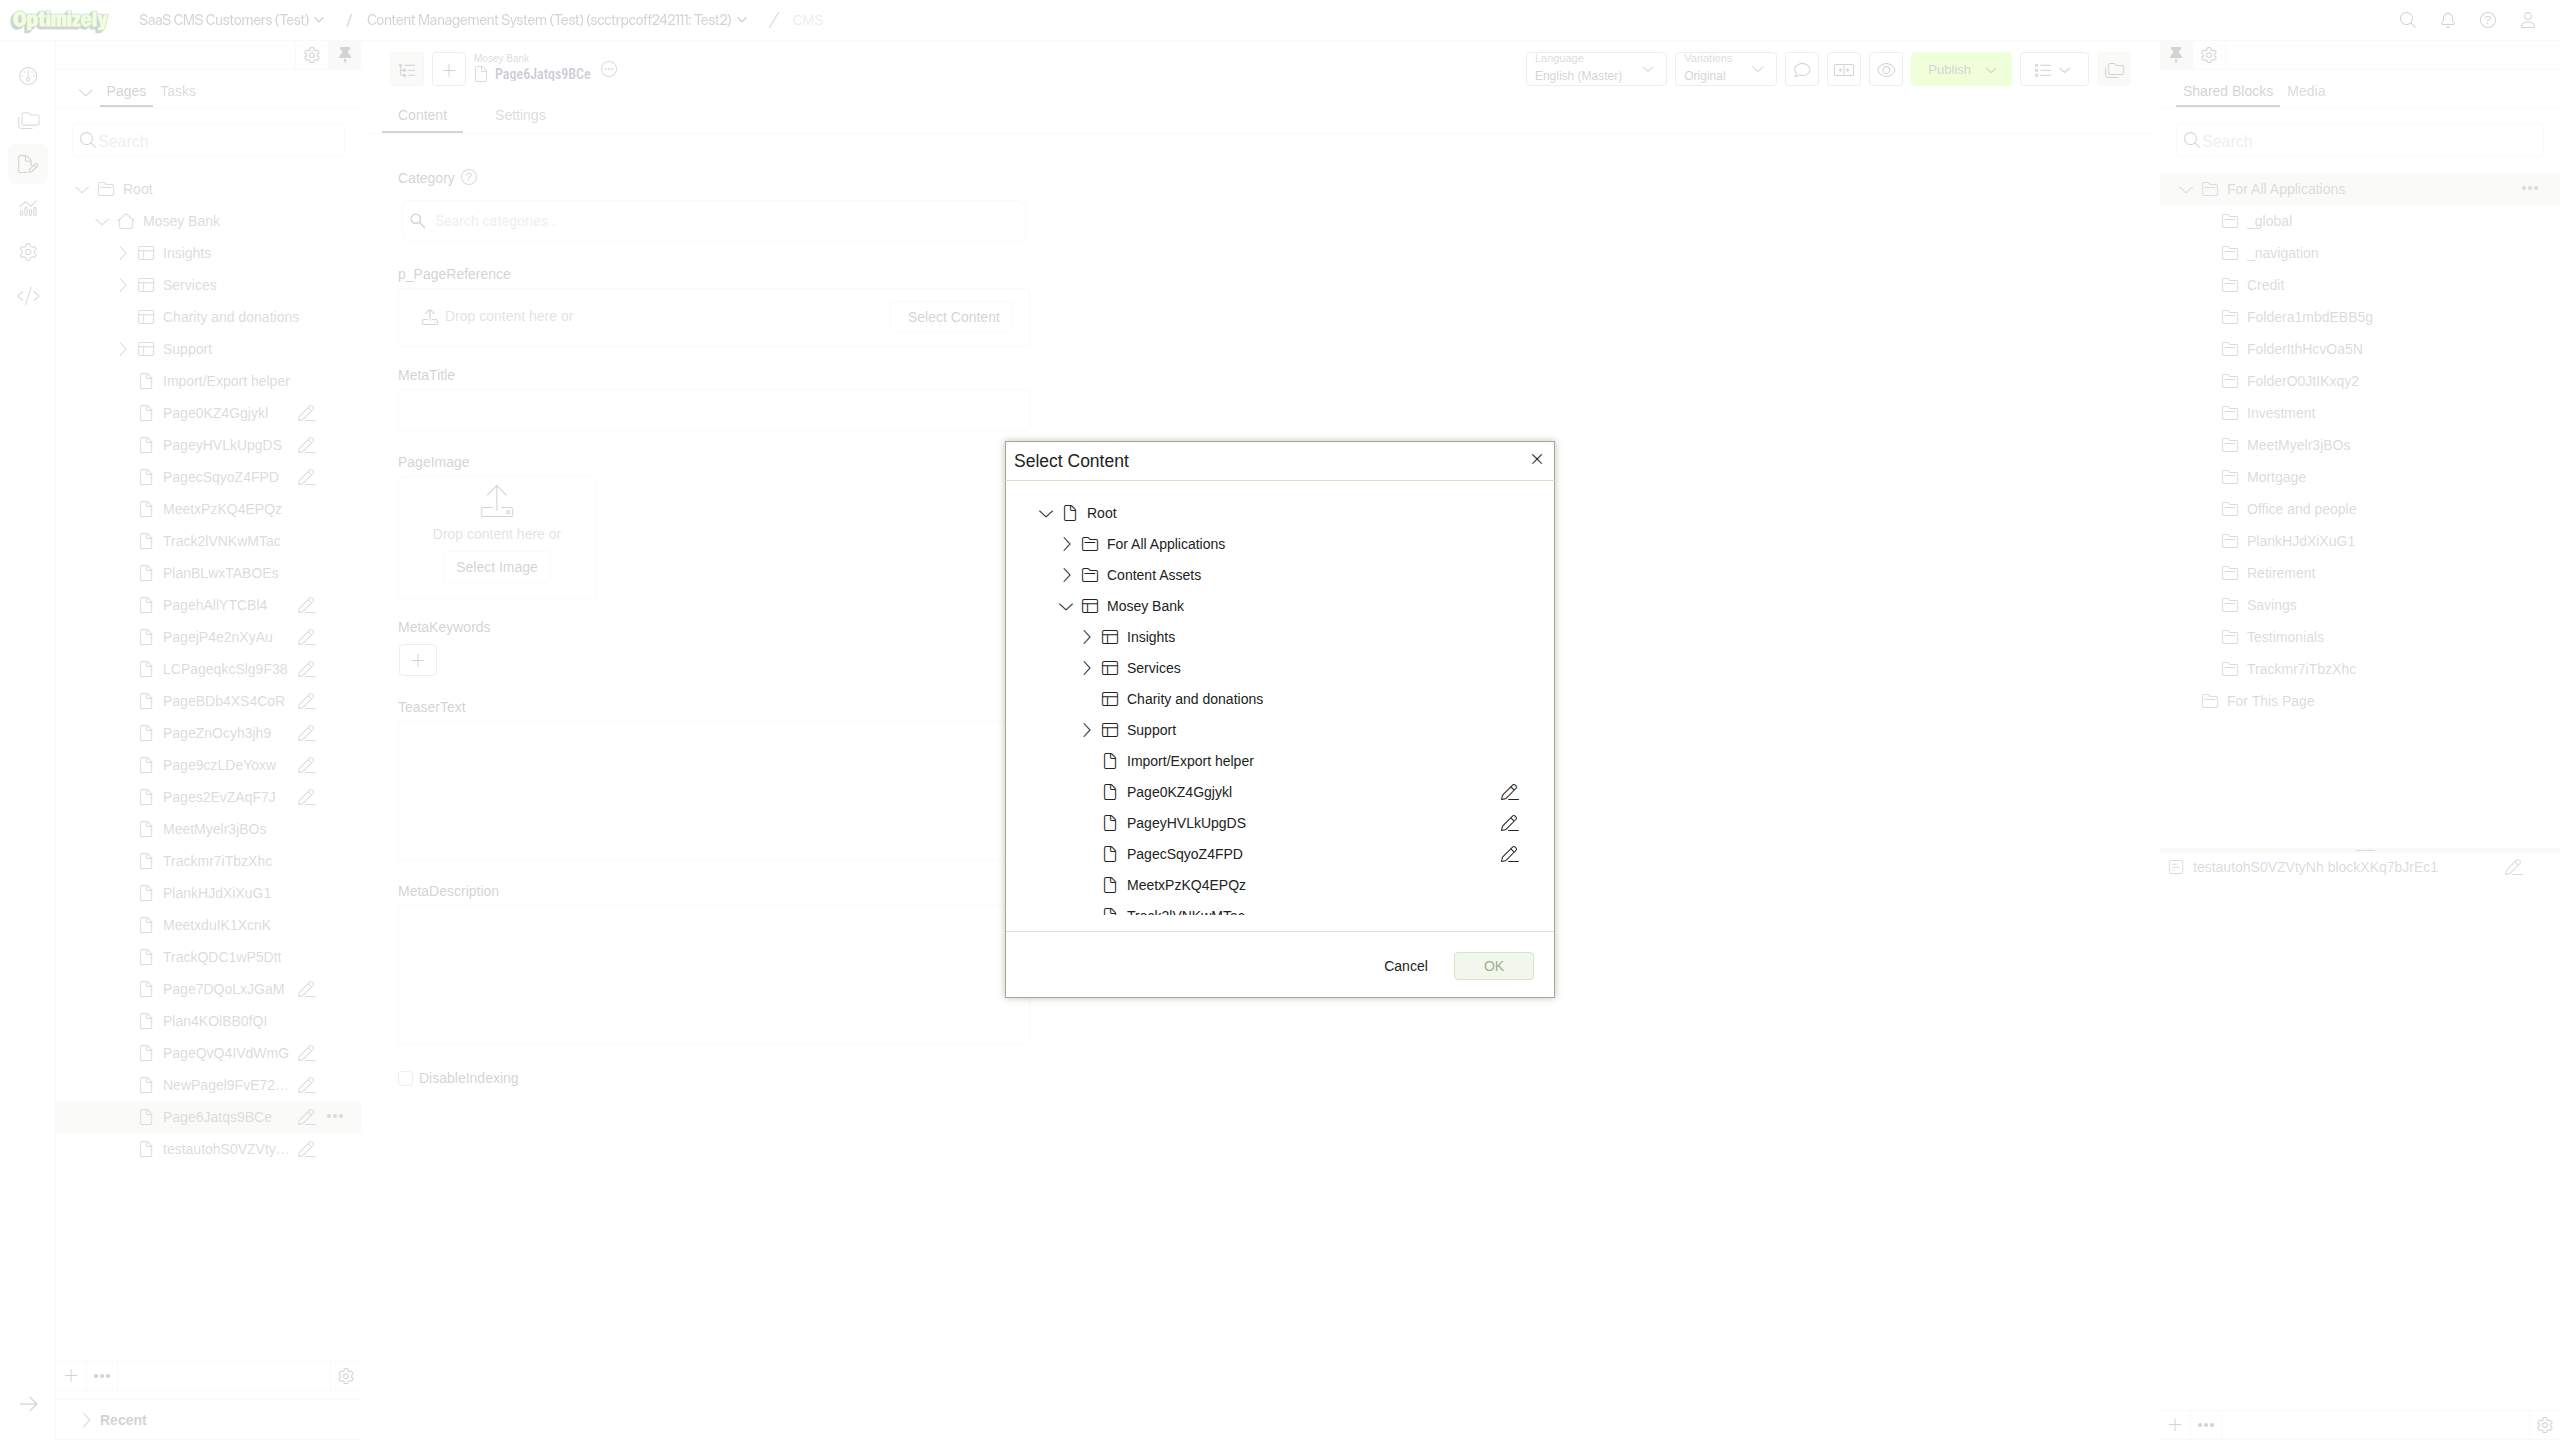 Optimizely
SaaS CMS Customers (Test)
/
Content Management System (Test) (scctrpcoff242111: Test2)
/
CMS
Pages
Tasks
Search
Root
Mosey Bank
Insights
Services
Charity and donations
Support
Import/Export helper
Page0KZ4Ggjykl
PageyHVLkUpgDS
PagecSqyoZ4FPD
MeetxPzKQ4EPQz
Track2lVNKwMTac
PlanBLwxTABOEs
PagehAllYTCBl4
PagejP4e2nXyAu
LCPageqkcSlg9F38
PageBDb4XS4CoR
PageZnOcyh3jh9
Page9czLDeYoxw
Pages2EvZAqF7J
MeetMyelr3jBOs
Trackmr7iTbzXhc
PlankHJdXiXuG1
MeetxduIK1XcnK
TrackQDC1wP5Dtt
Page7DQoLxJGaM
Plan4KOlBB0fQI
PageQvQ4IVdWmG
NewPagel9FvE72...
Page6Jatqs9BCe
testautohS0VZVty...
Recent
Mosey Bank
Page6Jatqs9BCe
Language
English (Master)
Variations
Original
Publish
Content
Settings
Category
Search categories...
p_PageReference
Drop content here or
Select Content
MetaTitle
PageImage
Drop content here or
Select Image
MetaKeywords
TeaserText
MetaDescription
DisableIndexing
Select Content
Root
For All Applications
Content Assets
Mosey Bank
Insights
Services
Charity and donations
Support
Import/Export helper
Page0KZ4Ggjykl
PageyHVLkUpgDS
PagecSqyoZ4FPD
MeetxPzKQ4EPQz
Track2lVNKwMTac
Cancel
OK
Shared Blocks
Media
Search
For All Applications
_global
_navigation
Credit
Foldera1mbdEBB5g
FolderIthHcvOa5N
FolderO0JtIKxqy2
Investment
MeetMyelr3jBOs
Mortgage
Office and people
PlankHJdXiXuG1
Retirement
Savings
Testimonials
Trackmr7iTbzXhc
For This Page
testautohS0VZVtyNh blockXKq7bJrEc1